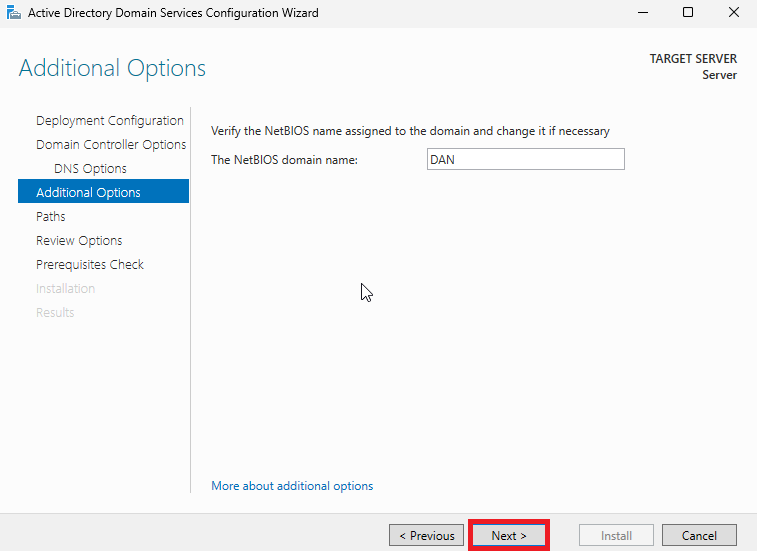 Active Directory Domain Services Configuration Wizard
Additional Options
TARGET SERVER
Server
Deployment Configuration
Domain Controller Options
DNS Options
Additional Options
Paths
Review Options
Prerequisites Check
Installation
Results
Verify the NetBIOS name assigned to the domain and change it if necessary
The NetBIOS domain name: DAN
More about additional options
< Previous Next > Install Cancel